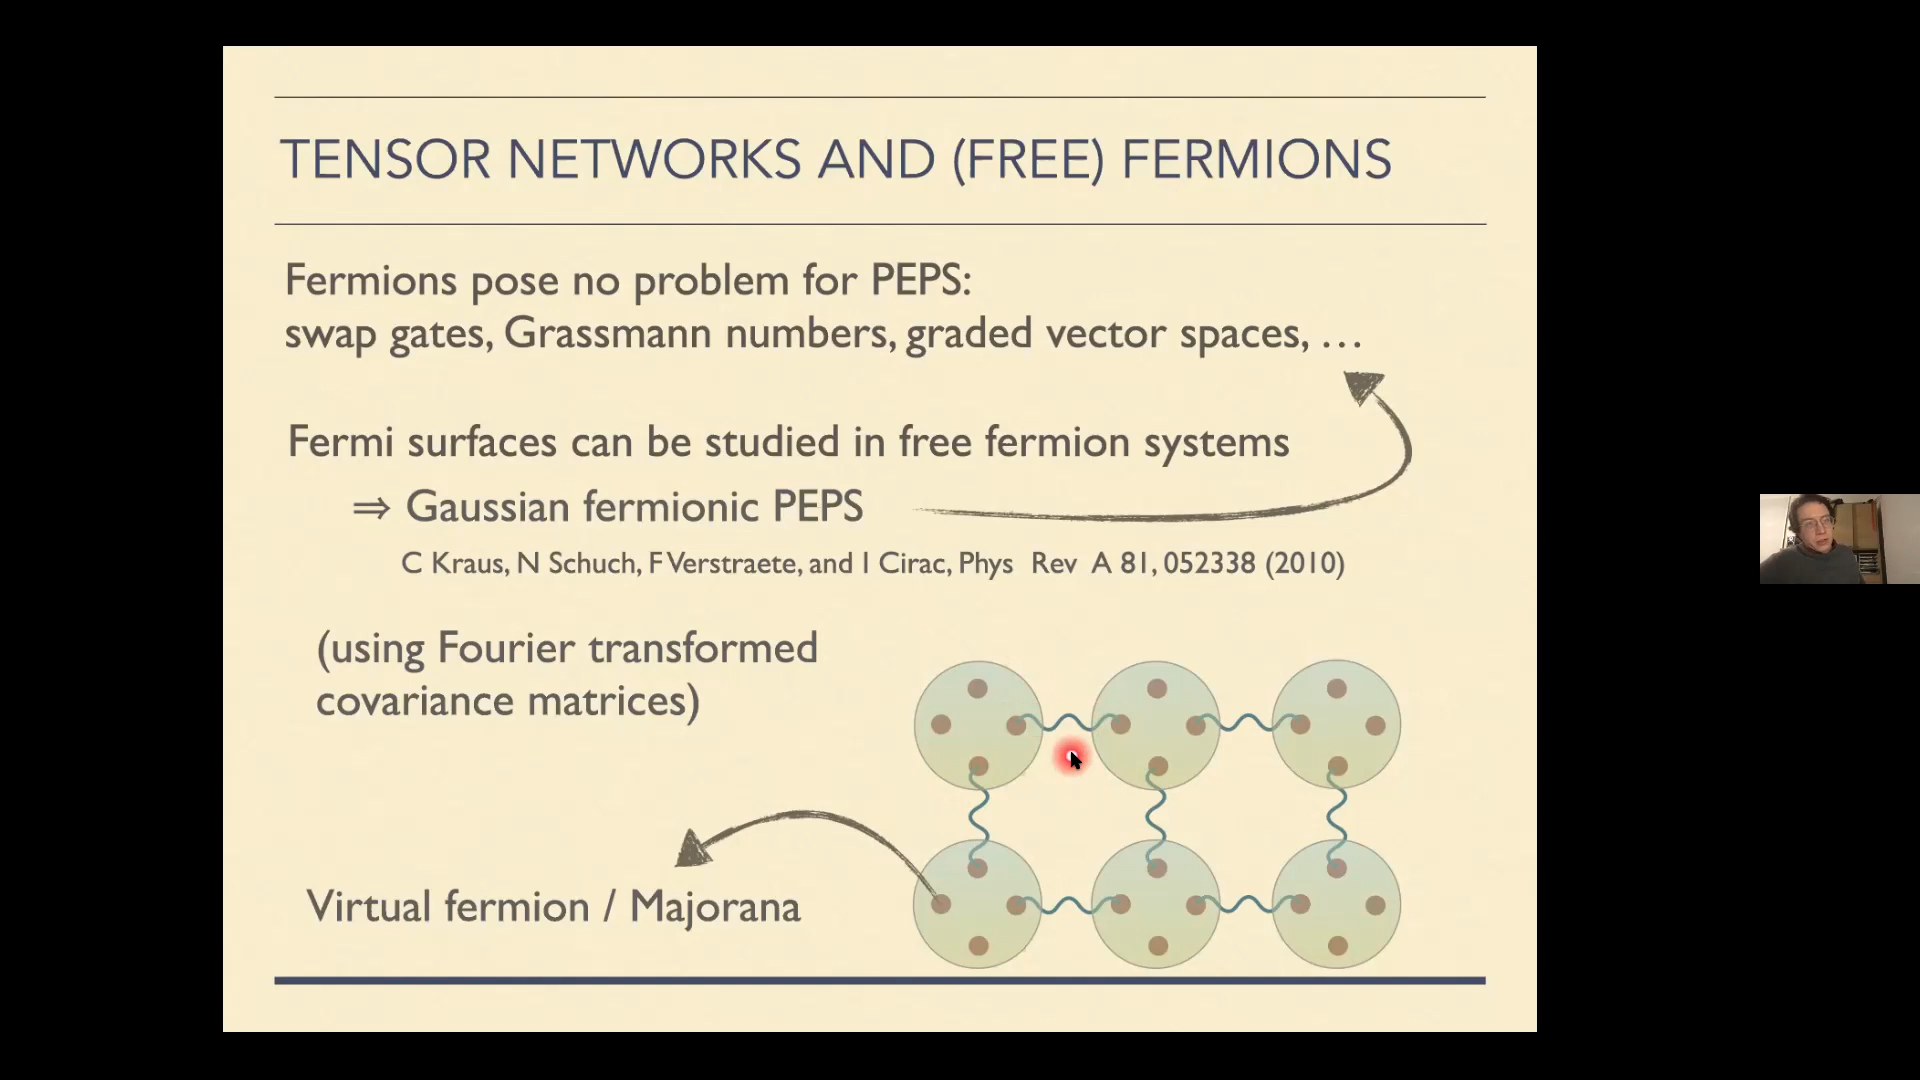 TENSOR NETWORKS AND (FREE) FERMIONS
Fermions pose no problem for PEPS:
swap gates, Grassmann numbers, graded vector spaces, …
Fermi surfaces can be studied in free fermion systems
⇒ Gaussian fermionic PEPS
C Kraus, N Schuch, F Verstraete, and I Cirac, Phys Rev A 81, 052338 (2010)
(using Fourier transformed
covariance matrices)
Virtual fermion / Majorana